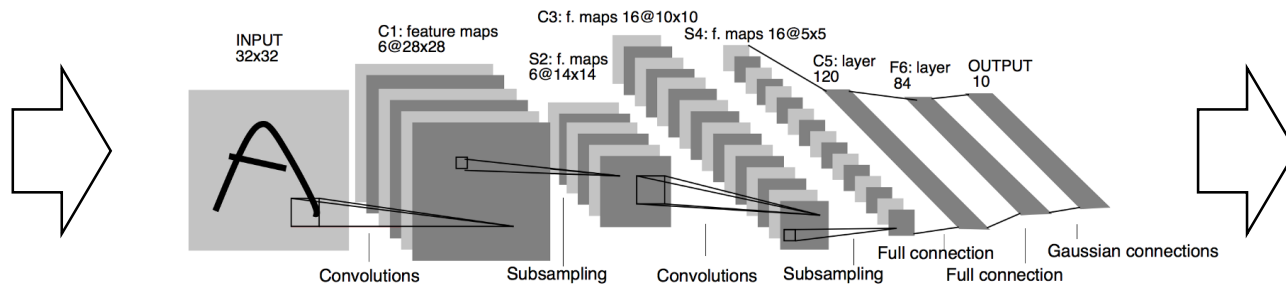 INPUT
32x32
C1: feature maps
6@28x28
S2: f. maps
6@14x14
C3: f. maps 16@10x10
S4: f. maps 16@5x5
C5: layer
120
F6: layer
84
OUTPUT
10
Convolutions
Subsampling
Convolutions
Subsampling
Full connection
Full connection
Gaussian connections
A